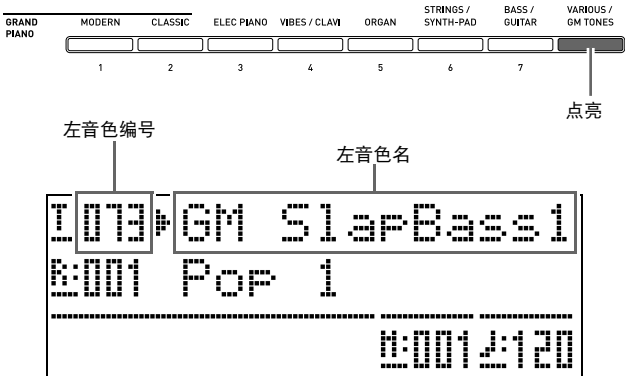 GRAND PIANO
MODERN CLASSIC ELEC PIANO VIBES / CLAVI ORGAN STRINGS / SYNTH-PAD BASS / GUITAR VARIOUS / GM TONES
1 2 3 4 5 6 7
点亮
左音色编号
左音色名
T 073 GM SlapBass1
R:001 Pop 1
M:001 ♩:120